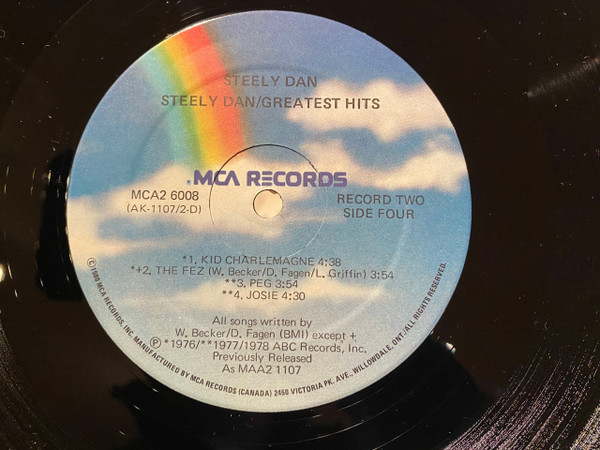 STEELY DAN
STEELY DAN/GREATEST HITS
MCA RECORDS
MCA2 6008
(AK-1107/2-D)
RECORD TWO
SIDE FOUR
*1. KID CHARLEMAGNE 4:38
*+2. THE FEZ (W. Becker/D. Fagen/L. Griffin) 3:54
**3. PEG 3:54
**4. JOSIE 4:30
All songs written by
W. Becker/D. Fagen (BMI) except +
Ⓟ *1976/**1977/1978 ABC Records, Inc.
Previously Released
As MAA2 1107
©1980 MCA RECORDS, INC. MANUFACTURED BY MCA RECORDS (CANADA) 2450 VICTORIA PK. AVE., WILLOWDALE, ONT. ALL RIGHTS RESERVED.